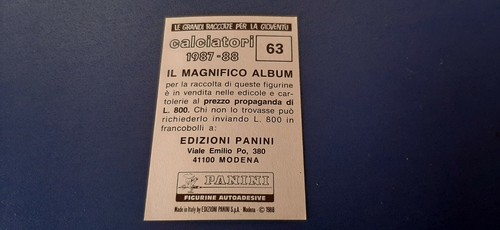 LE GRANDI RACCOLTE PER LA GIOVENTÙ
calciatori
1987-88
63
IL MAGNIFICO ALBUM
per la raccolta di queste figurine
è in vendita nelle edicole e car-
tolerie al prezzo propaganda di
L. 800. Chi non lo trovasse può
richiederlo inviando L. 800 in
francobolli a:
EDIZIONI PANINI
Viale Emilio Po, 380
41100 MODENA
PANINI
FIGURINE AUTOADESIVE
Made in Italy by EDIZIONI PANINI S.p.A. Modena © 1988